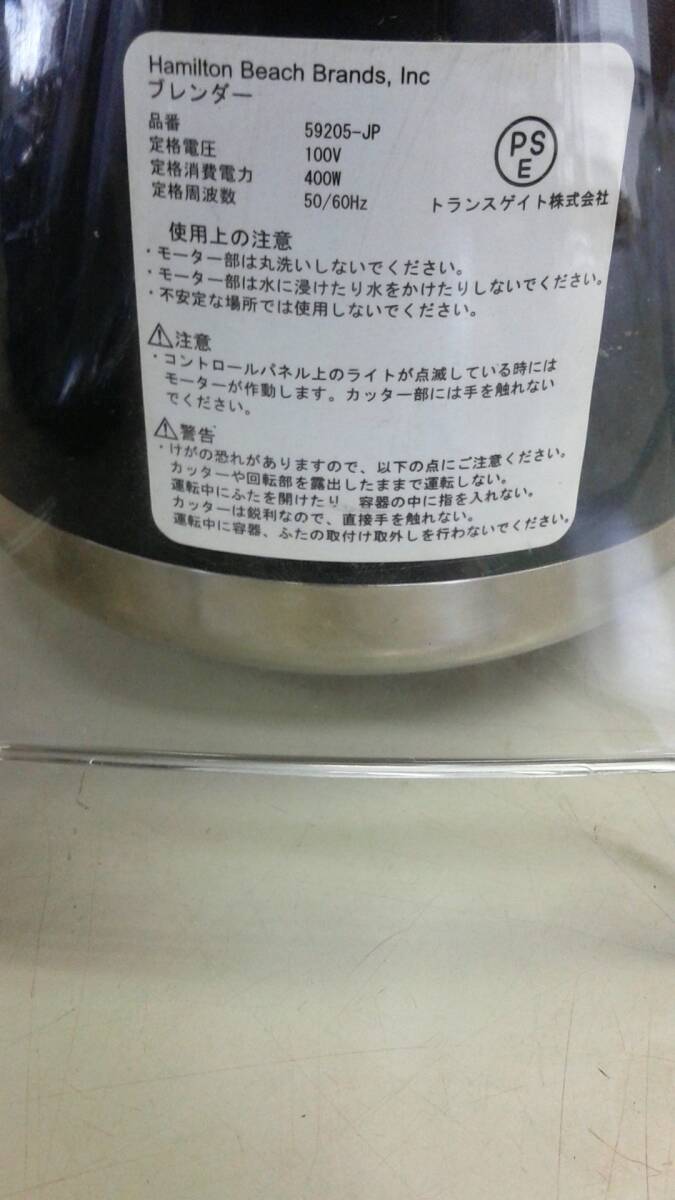 Hamilton Beach Brands, Inc
ブレンダー
品番 59205-JP
定格電圧 100V
定格消費電力 400W
定格周波数 50/60Hz
PS
E
トランスゲイト株式会社
使用上の注意
・モーター部は丸洗いしないでください。
・モーター部は水に浸けたり水をかけたりしないでください。
・不安定な場所では使用しないでください。
⚠注意
・コントロールパネル上のライトが点滅している時には
モーターが作動します。カッター部には手を触れない
でください。
⚠警告
・けがの恐れがありますので、以下の点にご注意ください。
カッターや回転部を露出したままで運転しない。
運転中にふたを開けたり 容器の中に指を入れない。
カッターは鋭利なので、直接手を触れない。
運転中に容器、ふたの取付け取外しを行わないでください。